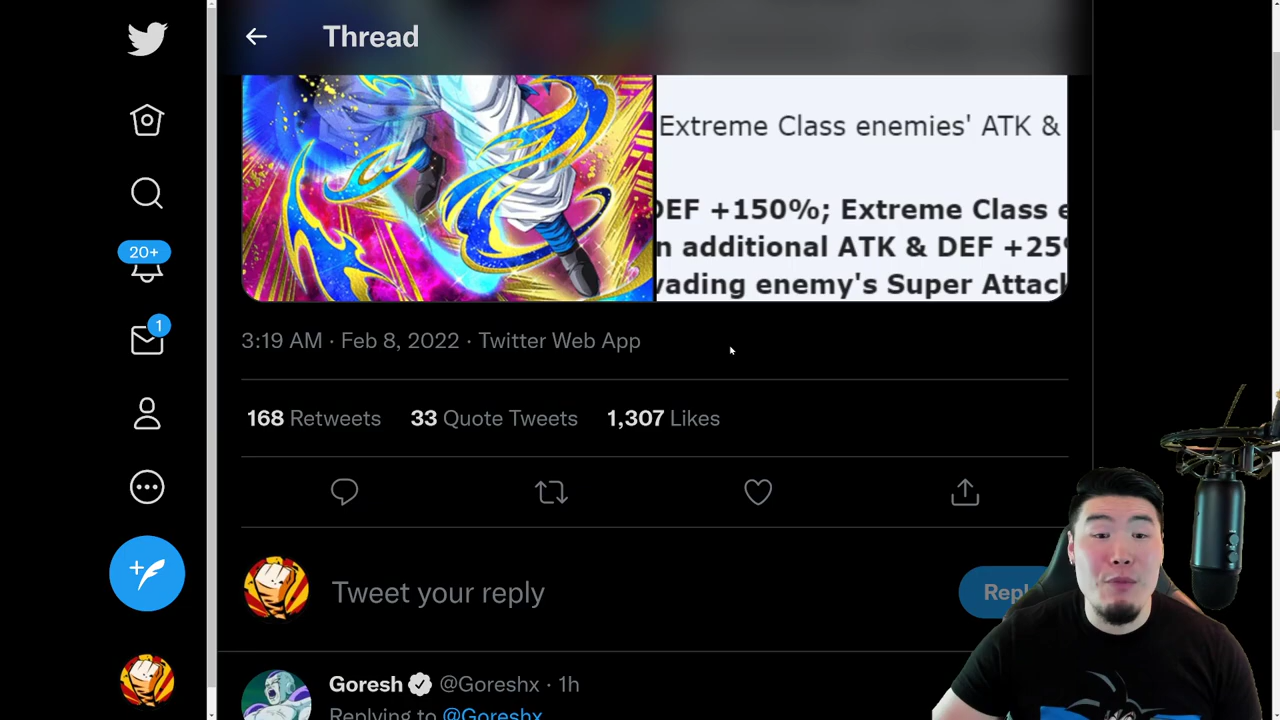 Thread
Extreme Class enemies' ATK &
DEF +150%; Extreme Class e
n additional ATK & DEF +25%
vading enemy's Super Attack
3:19 AM · Feb 8, 2022 · Twitter Web App
168 Retweets 33 Quote Tweets 1,307 Likes
20+
1
Tweet your reply
Repl
Goresh @Goreshx · 1h
Replying to @Goreshx